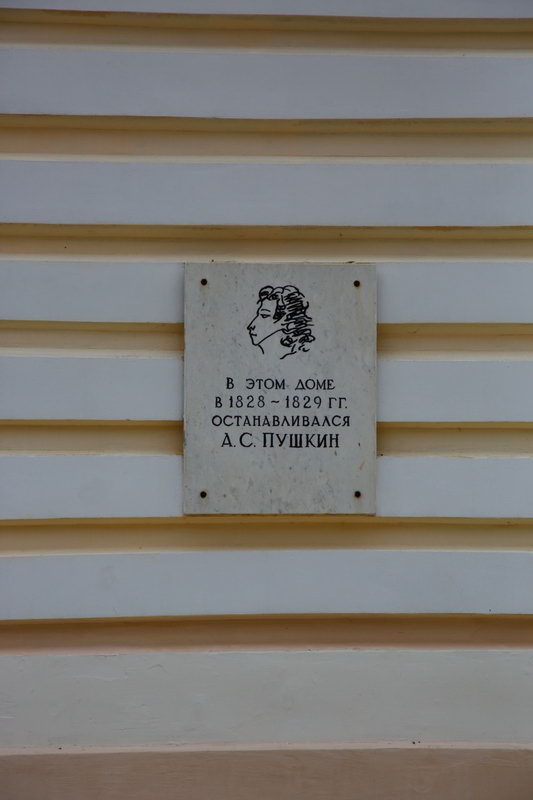 В ЭТОМ ДОМЕ
В 1828 ~ 1829 ГГ.
ОСТАНАВЛИВАЛСЯ
А. С. ПУШКИН